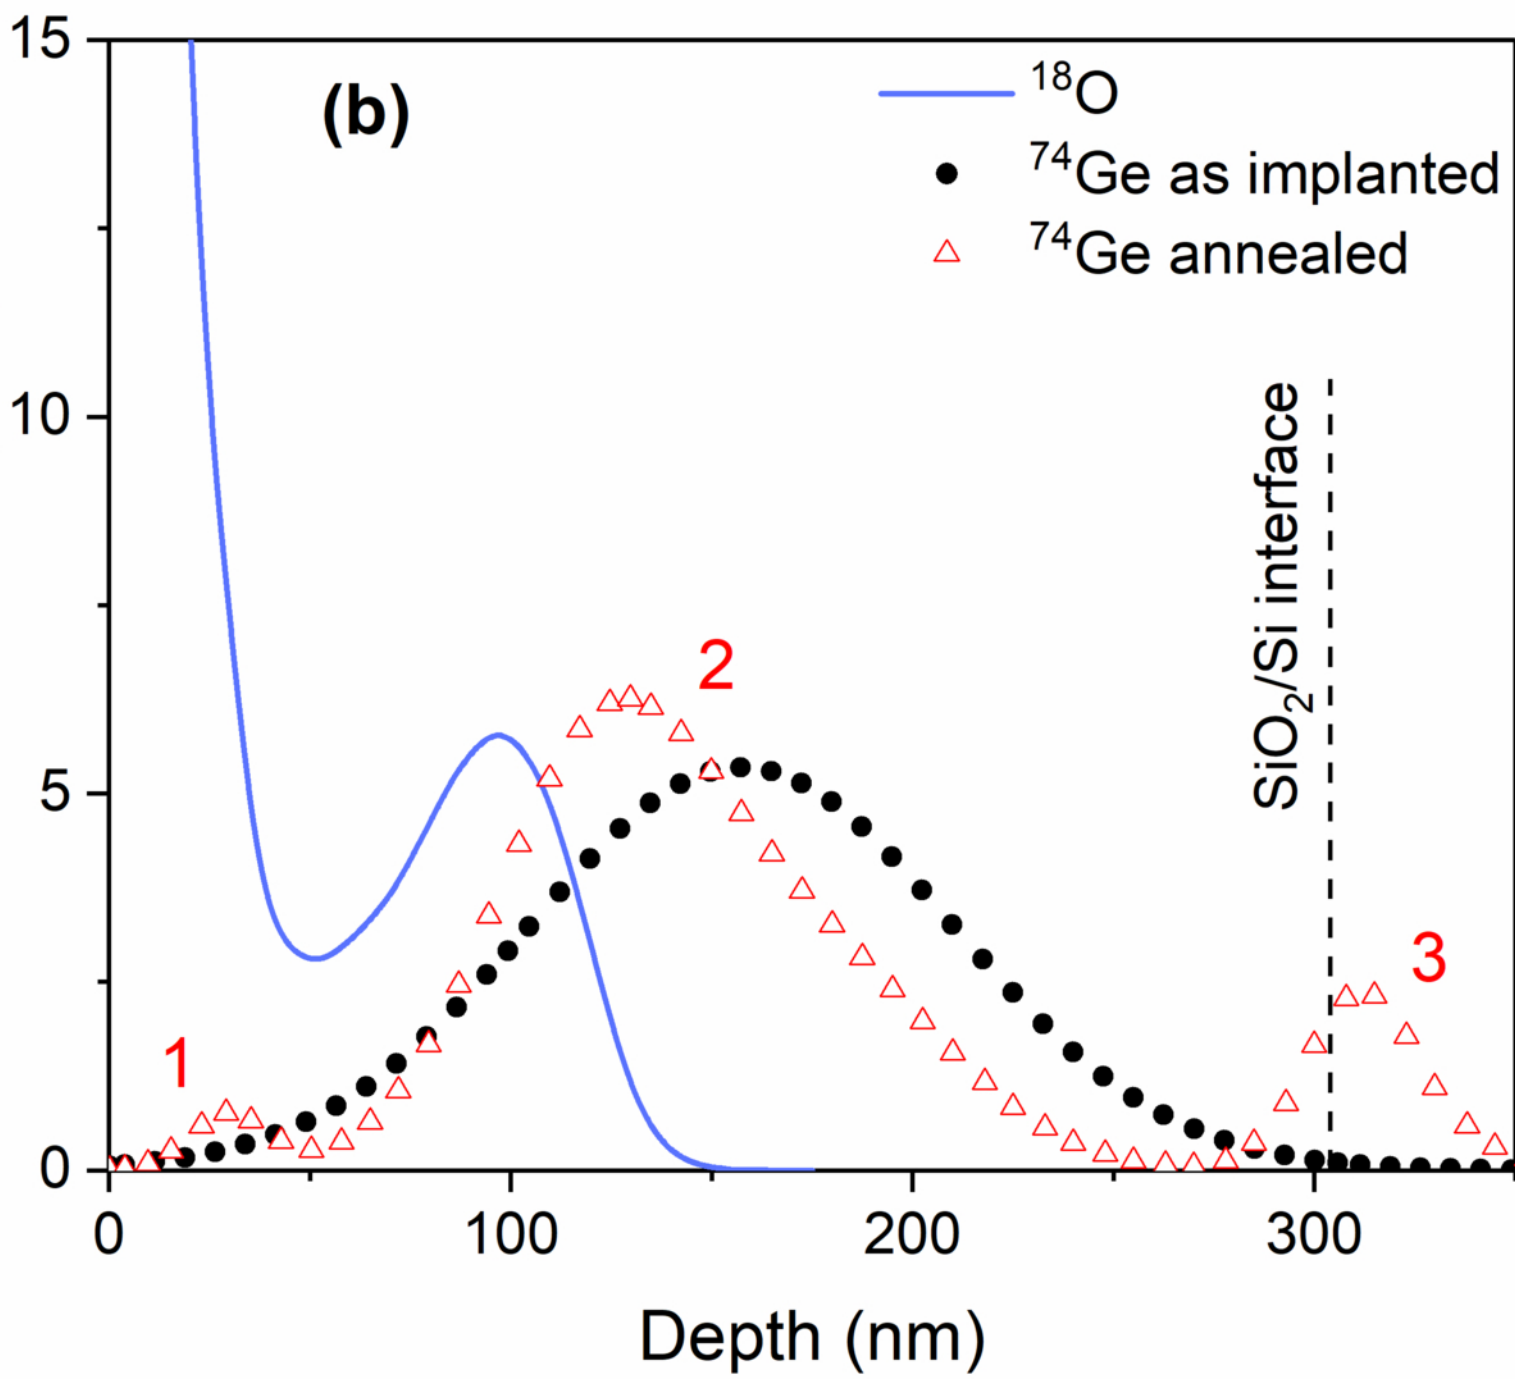 15
(b)
¹⁸O
⁷⁴Ge as implanted
⁷⁴Ge annealed
10
SiO₂/Si interface
2
5
3
1
0
0 100 200 300
Depth (nm)